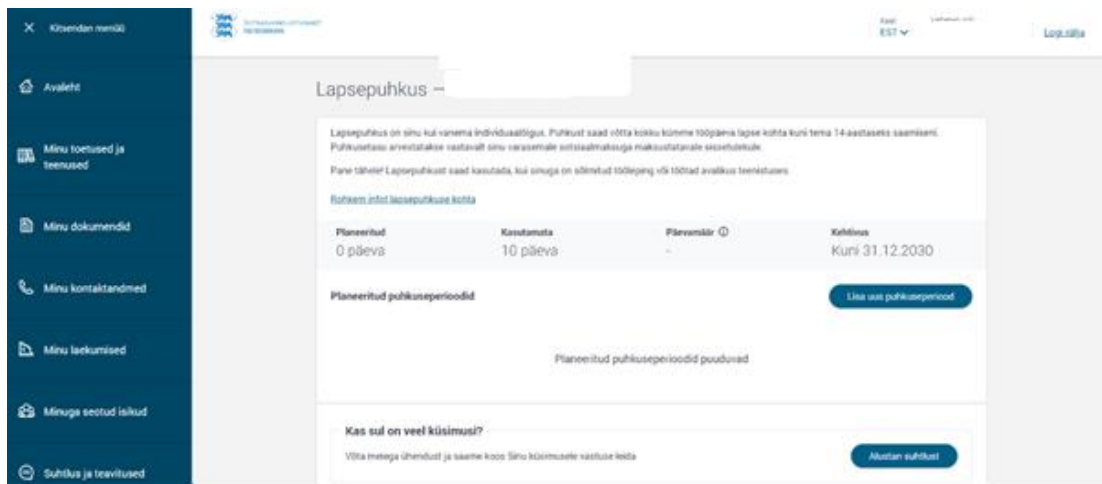 Kitsendan menüü
Avaleht
Minu toetused ja
teenused
Minu dokumendid
Minu kontaktandmed
Minu laekumised
Minuga seotud isikud
Suhtlus ja teavitused
SOTSIAALKINDLUSTUSAMET
Keel
EST
Logi välja
Lapsepuhkus –
Lapsepuhkus on sinu kui vanema individuaalõigus. Puhkust saad võtta kokku kümme tööpäeva lapse kohta kuni tema 14-aastaseks saamiseni.
Puhkusetasu arvestatakse vastavalt sinu varasemale sotsiaalmaksuga maksustatavale sissetulekule.
Pane tähele! Lapsepuhkust saad kasutada, kui sinuga on sõlmitud tööleping või töötad avalikus teenistuses
Rohkem infot lapsepuhkuse kohta
Planeeritud
0 päeva
Kasutamata
10 päeva
Päevamäär
-
Kehtivus
Kuni 31.12.2030
Planeeritud puhkuseperioodid
Lisa uus puhkuseperiood
Planeeritud puhkuseperioodid puuduvad
Kas sul on veel küsimusi?
Võta meiega ühendust ja saame koos Sinu küsimusele vastuse leida
Alustan suhtlust